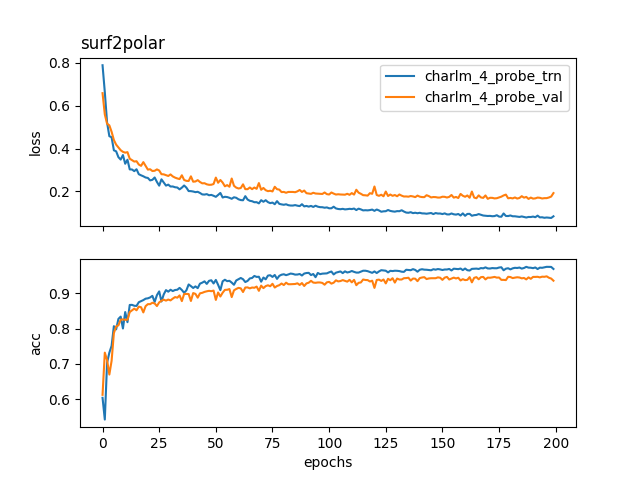 surf2polar
0.8
0.6
0.4
0.2
loss
charlm_4_probe_trn
charlm_4_probe_val
0.9
0.8
0.7
0.6
acc
0 25 50 75 100 125 150 175 200
epochs